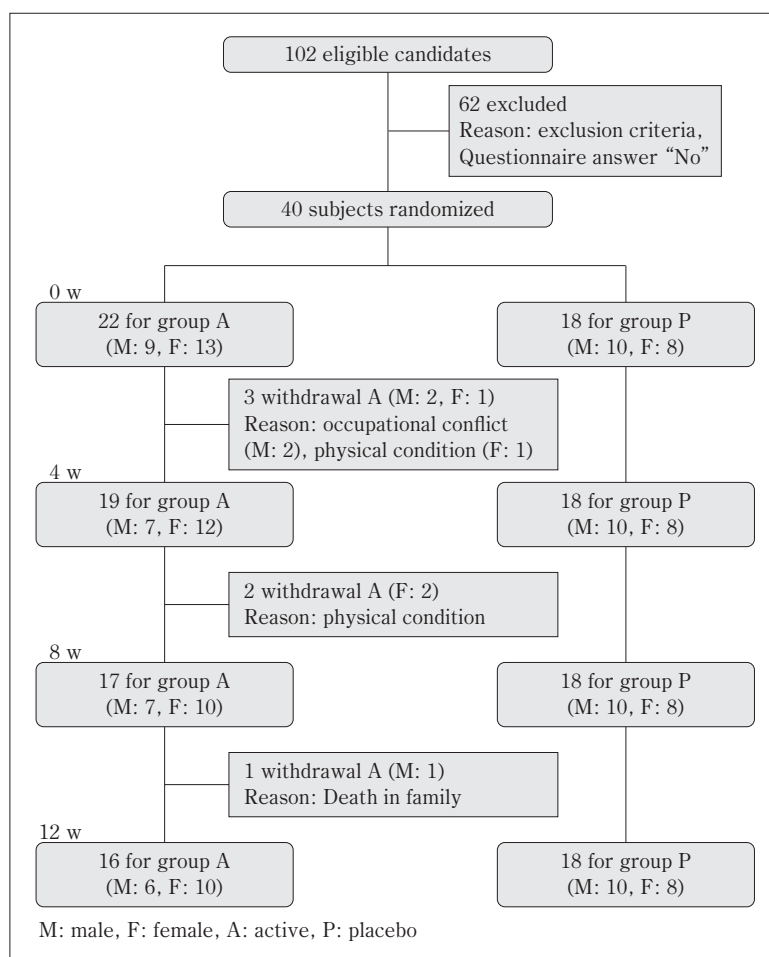 102 eligible candidates
62 excluded
Reason: exclusion criteria,
Questionnaire answer “No”
40 subjects randomized
0 w
22 for group A
(M: 9, F: 13)
18 for group P
(M: 10, F: 8)
3 withdrawal A (M: 2, F: 1)
Reason: occupational conflict
(M: 2), physical condition (F: 1)
4 w
19 for group A
(M: 7, F: 12)
18 for group P
(M: 10, F: 8)
2 withdrawal A (F: 2)
Reason: physical condition
8 w
17 for group A
(M: 7, F: 10)
18 for group P
(M: 10, F: 8)
1 withdrawal A (M: 1)
Reason: Death in family
12 w
16 for group A
(M: 6, F: 10)
18 for group P
(M: 10, F: 8)
M: male, F: female, A: active, P: placebo